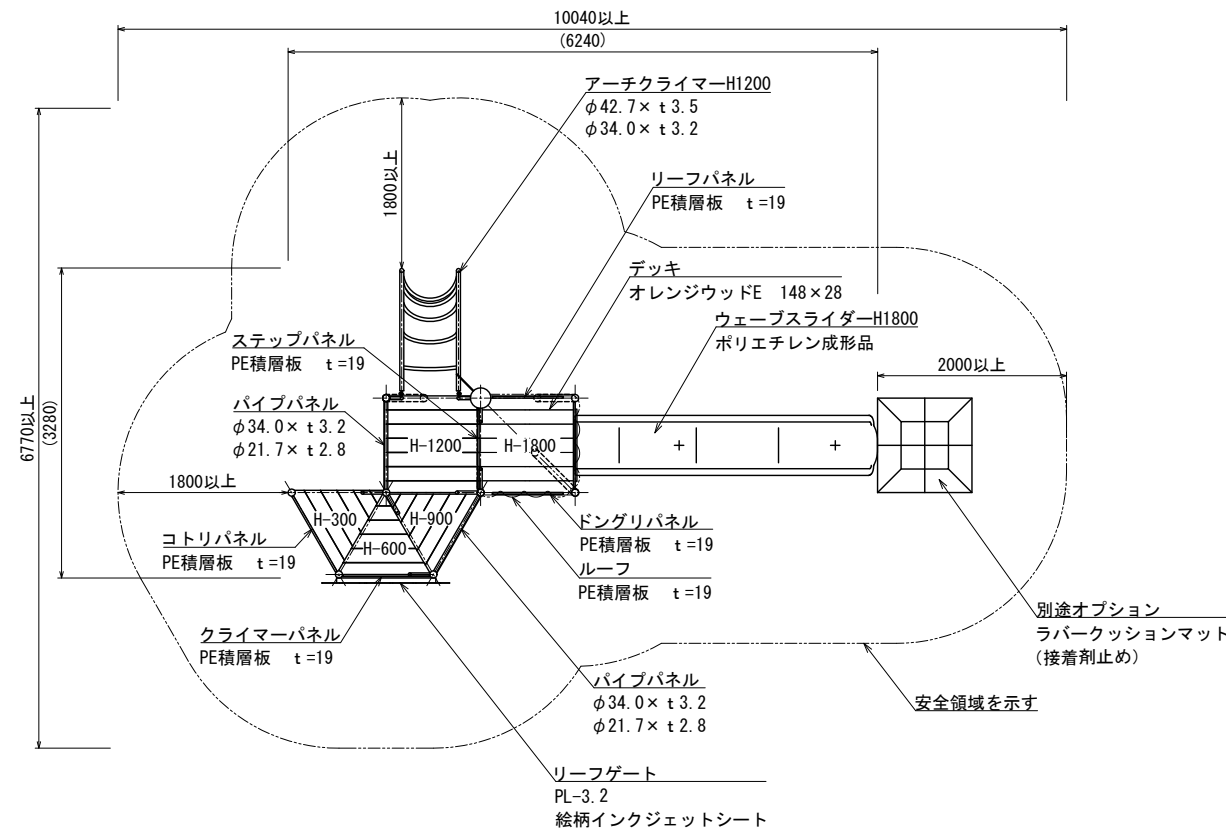 10040以上
(6240)
アーチクライマーH1200
φ42.7×t3.5
φ34.0×t3.2
1800以上
リーフパネル
PE積層板 t=19
デッキ
オレンジウッドE 148×28
ウェーブスライダーH1800
ポリエチレン成形品
ステップパネル
PE積層板 t=19
2000以上
パイプパネル
φ34.0×t3.2
φ21.7×t2.8
6770以上
(3280)
H-1200
H-1800
1800以上
H-300
H-900
H-600
コトリパネル
PE積層板 t=19
ドングリパネル
PE積層板 t=19
ルーフ
PE積層板 t=19
別途オプション
ラバークッションマット
(接着剤止め)
クライマーパネル
PE積層板 t=19
パイプパネル
φ34.0×t3.2
φ21.7×t2.8
安全領域を示す
リーフゲート
PL-3.2
絵柄インクジェットシート